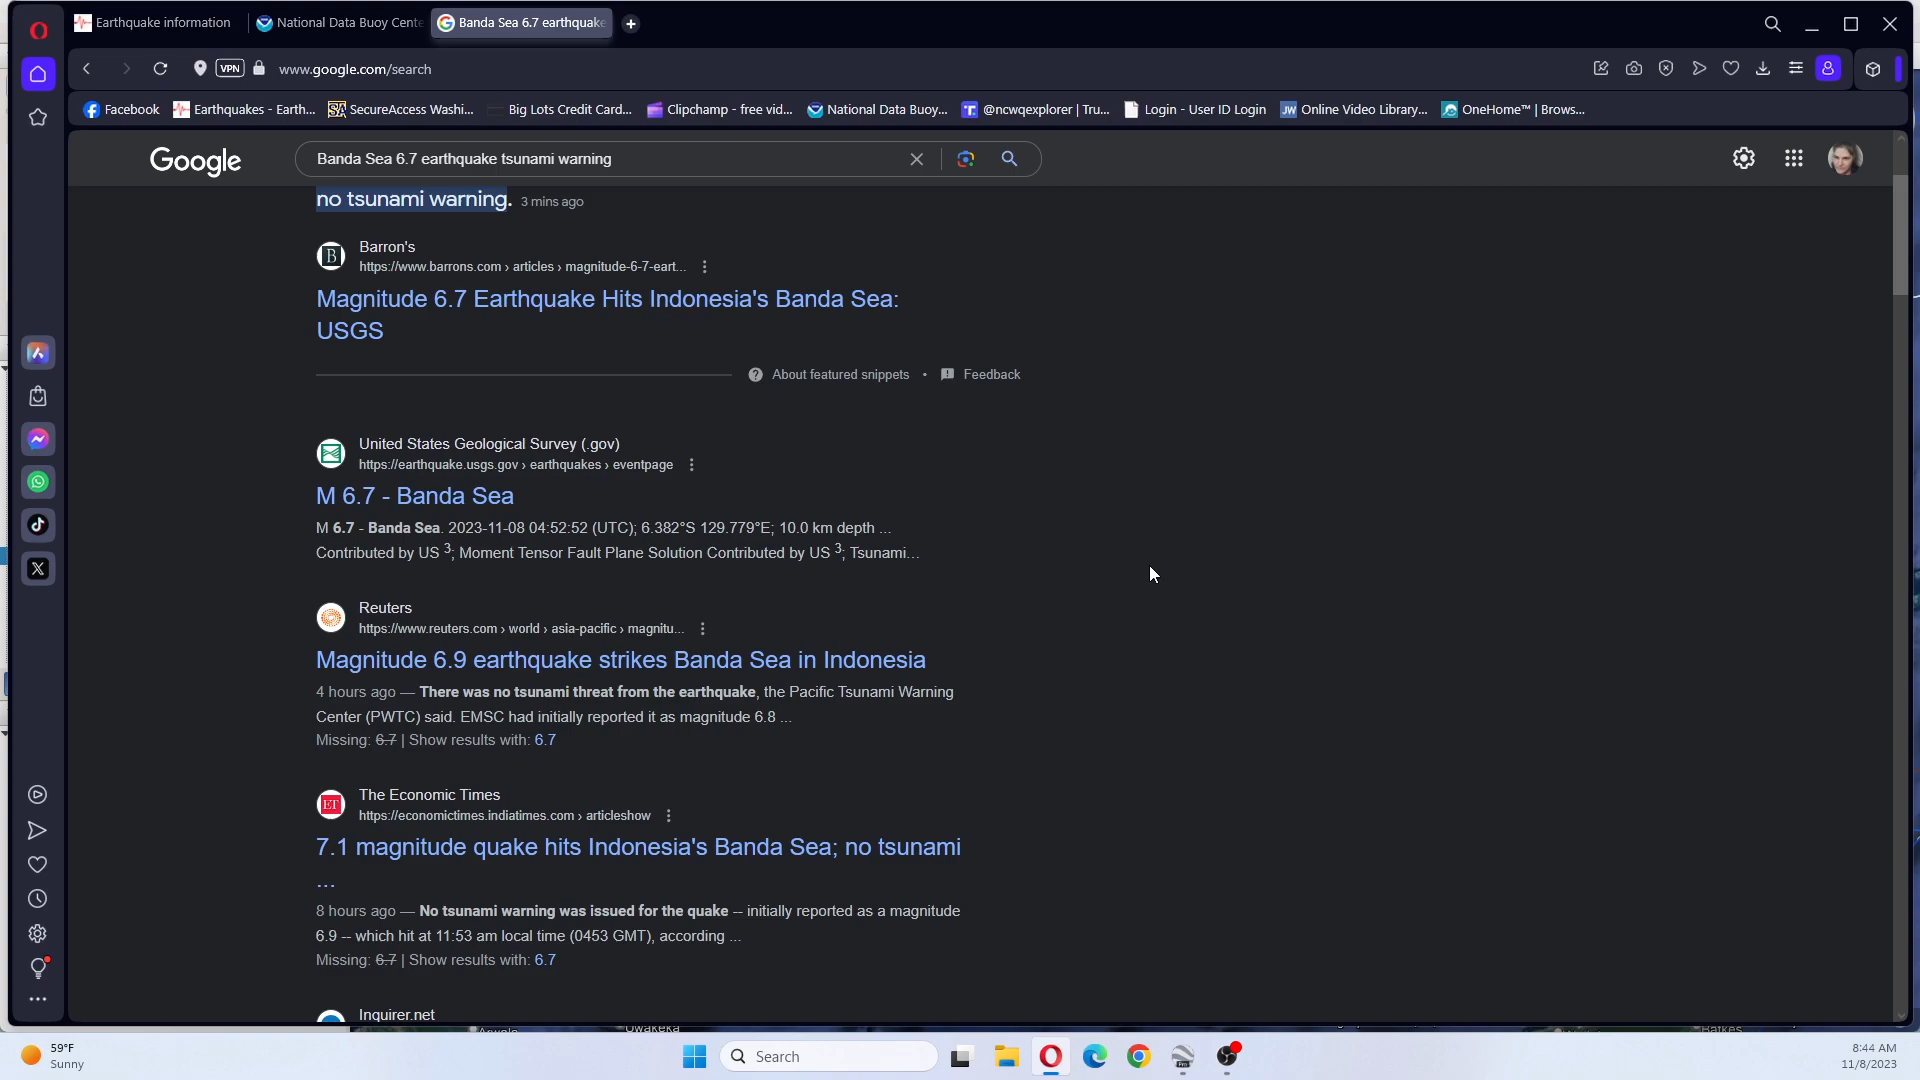 Earthquake information
National Data Buoy Cente
Banda Sea 6.7 earthquake
VPN
www.google.com/search
Facebook
Earthquakes - Earth...
SecureAccess Washi...
Big Lots Credit Card...
Clipchamp - free vid...
National Data Buoy...
@ncwqexplorer | Tru...
Login - User ID Login
JW
Online Video Library...
OneHome™ | Brows...
Google
Banda Sea 6.7 earthquake tsunami warning
no tsunami warning. 3 mins ago
B
Barron's
https://www.barrons.com › articles › magnitude-6-7-eart...
Magnitude 6.7 Earthquake Hits Indonesia's Banda Sea:
USGS
About featured snippets • Feedback
United States Geological Survey (.gov)
https://earthquake.usgs.gov › earthquakes › eventpage
M 6.7 - Banda Sea
M 6.7 - Banda Sea. 2023-11-08 04:52:52 (UTC); 6.382°S 129.779°E; 10.0 km depth ...
Contributed by US 3; Moment Tensor Fault Plane Solution Contributed by US 3; Tsunami...
Reuters
https://www.reuters.com › world › asia-pacific › magnitu...
Magnitude 6.9 earthquake strikes Banda Sea in Indonesia
4 hours ago — There was no tsunami threat from the earthquake, the Pacific Tsunami Warning
Center (PWTC) said. EMSC had initially reported it as magnitude 6.8 ...
Missing: 6.7 | Show results with: 6.7
ET
The Economic Times
https://economictimes.indiatimes.com › articleshow
7.1 magnitude quake hits Indonesia's Banda Sea; no tsunami
...
8 hours ago — No tsunami warning was issued for the quake -- initially reported as a magnitude
6.9 -- which hit at 11:53 am local time (0453 GMT), according ...
Missing: 6.7 | Show results with: 6.7
Inquirer.net
59°F
Sunny
Search
8:44 AM
11/8/2023